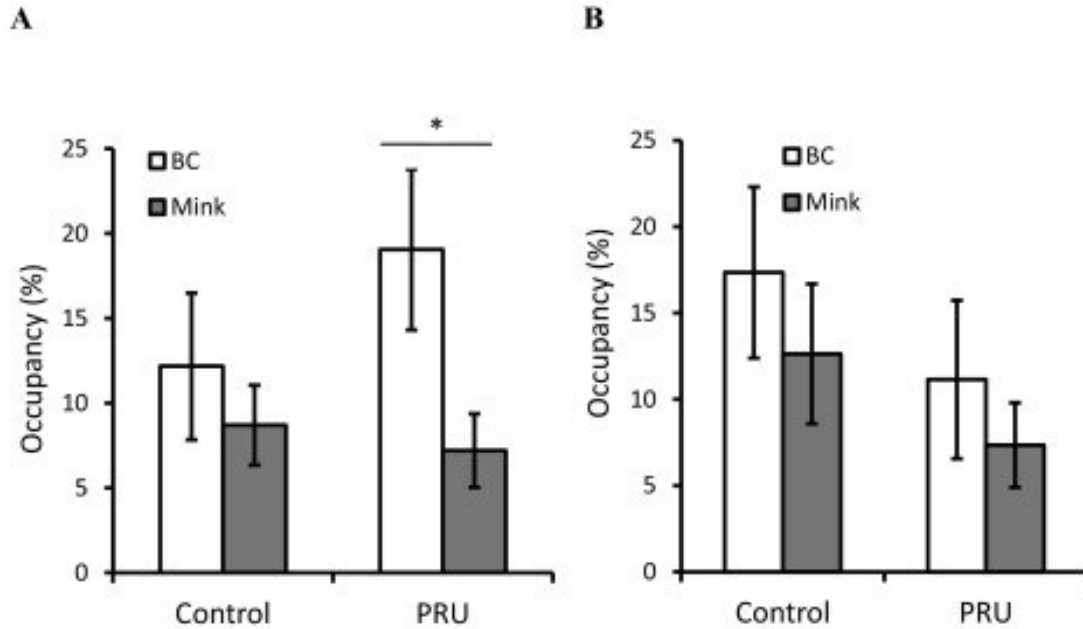 A
*
25
20
15
10
5
0
Occupancy (%)
BC
Mink
Control
PRU
B
25
20
15
10
5
0
Occupancy (%)
BC
Mink
Control
PRU